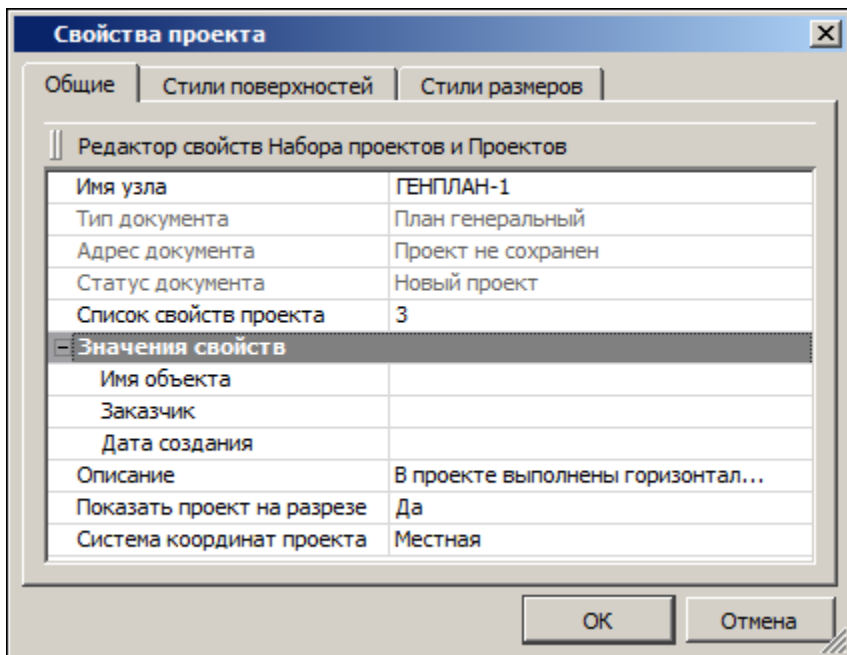 Свойства проекта
Общие Стили поверхностей Стили размеров
Редактор свойств Набора проектов и Проектов
Имя узла ГЕНПЛАН-1
Тип документа План генеральный
Адрес документа Проект не сохранен
Статус документа Новый проект
Список свойств проекта 3
Значения свойств
Имя объекта
Заказчик
Дата создания
Описание В проекте выполнены горизонтал...
Показать проект на разрезе Да
Система координат проекта Местная
ОК Отмена